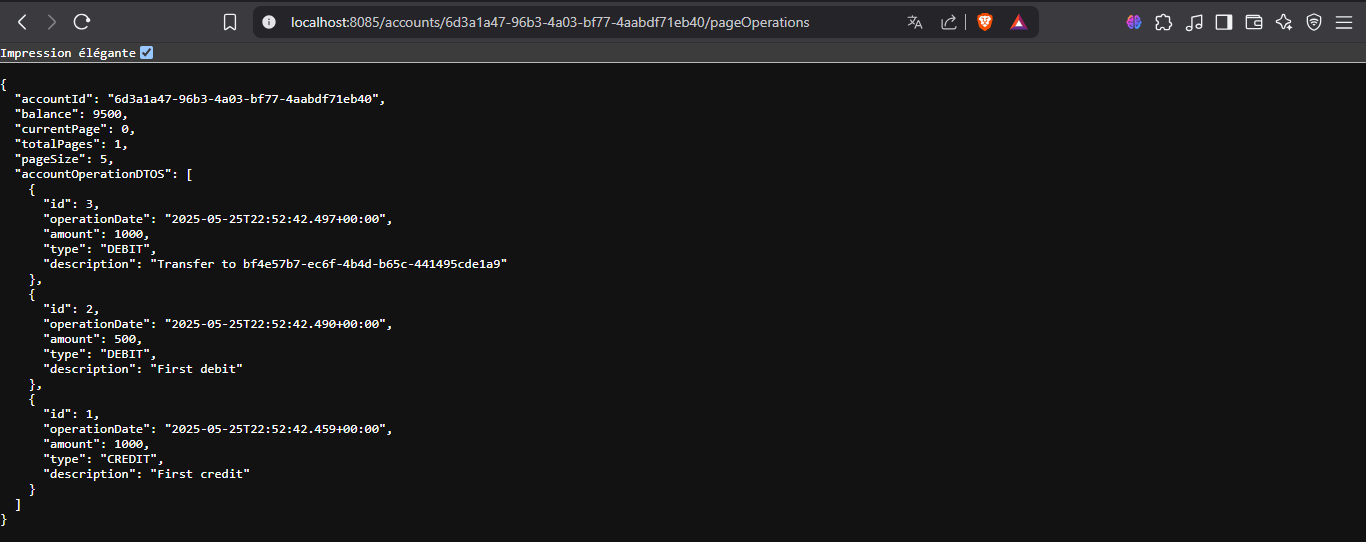 localhost:8085/accounts/6d3a1a47-96b3-4a03-bf77-4aabdf71eb40/pageOperations
Impression élégante
{
  "accountId": "6d3a1a47-96b3-4a03-bf77-4aabdf71eb40",
  "balance": 9500,
  "currentPage": 0,
  "totalPages": 1,
  "pageSize": 5,
  "accountOperationDTOS": [
    {
      "id": 3,
      "operationDate": "2025-05-25T22:52:42.497+00:00",
      "amount": 1000,
      "type": "DEBIT",
      "description": "Transfer to bf4e57b7-ec6f-4b4d-b65c-441495cde1a9"
    },
    {
      "id": 2,
      "operationDate": "2025-05-25T22:52:42.490+00:00",
      "amount": 500,
      "type": "DEBIT",
      "description": "First debit"
    },
    {
      "id": 1,
      "operationDate": "2025-05-25T22:52:42.459+00:00",
      "amount": 1000,
      "type": "CREDIT",
      "description": "First credit"
    }
  ]
}